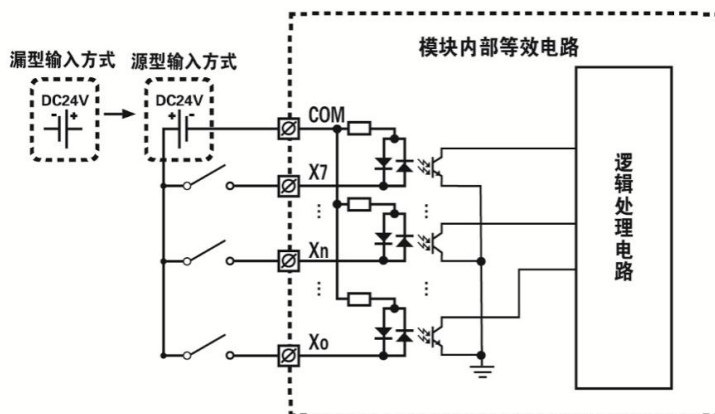 模块内部等效电路
漏型输入方式
源型输入方式
DC24V
- +
DC24V
+ -
COM
X7
Xn
Xo
逻辑处理电路